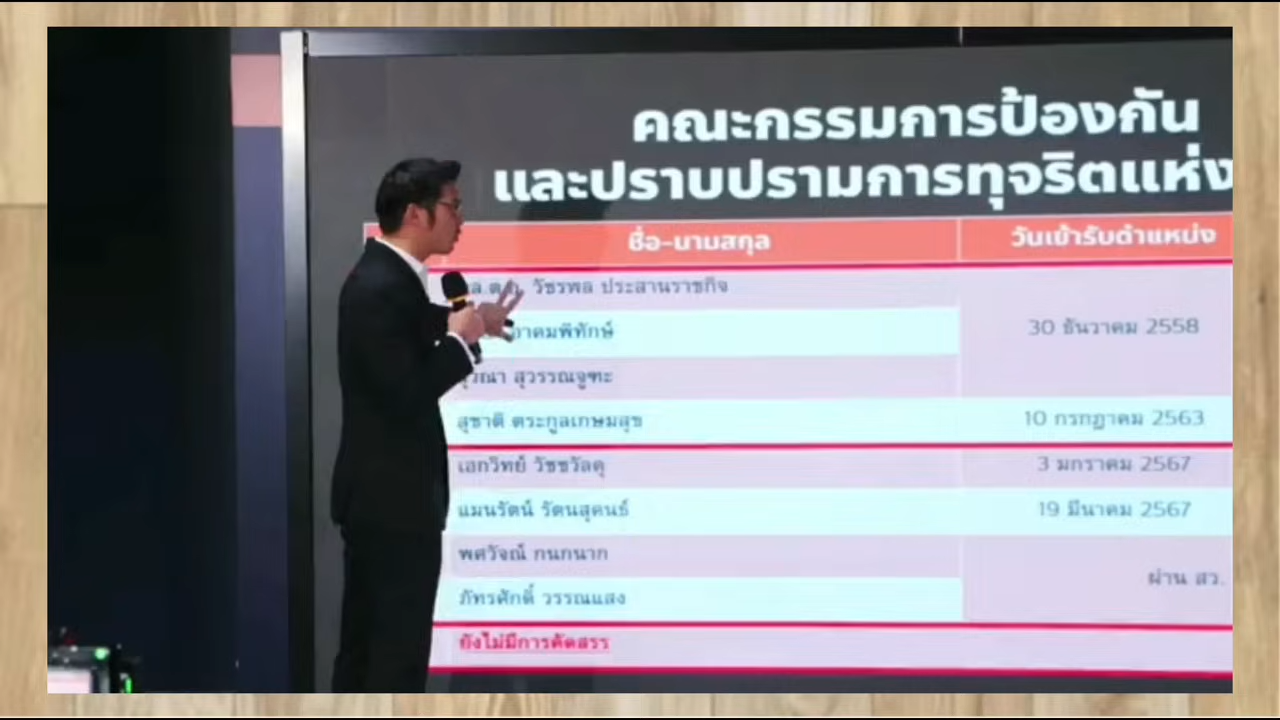 คณะกรรมการป้องกัน
และปราบปรามการทุจริตแห่ง
ชื่อ-นามสกุล วันเข้ารับตำแหน่ง
วัชรพล ประสานราชกิจ
30 ธันวาคม 2558
สุวรรณจูฑะ
สุชาติ ตระกูลเกษมสุข 10 กรกฎาคม 2563
เอกวิทย์ วัชชวัลคุ 3 มกราคม 2567
แมนรัตน์ รัตนสุคนธ์ 19 มีนาคม 2567
พศวัจณ์ กนกนาก
ผ่าน สว.
ภัทรศักดิ์ วรรณแสง
ยังไม่มีการคัดสรร